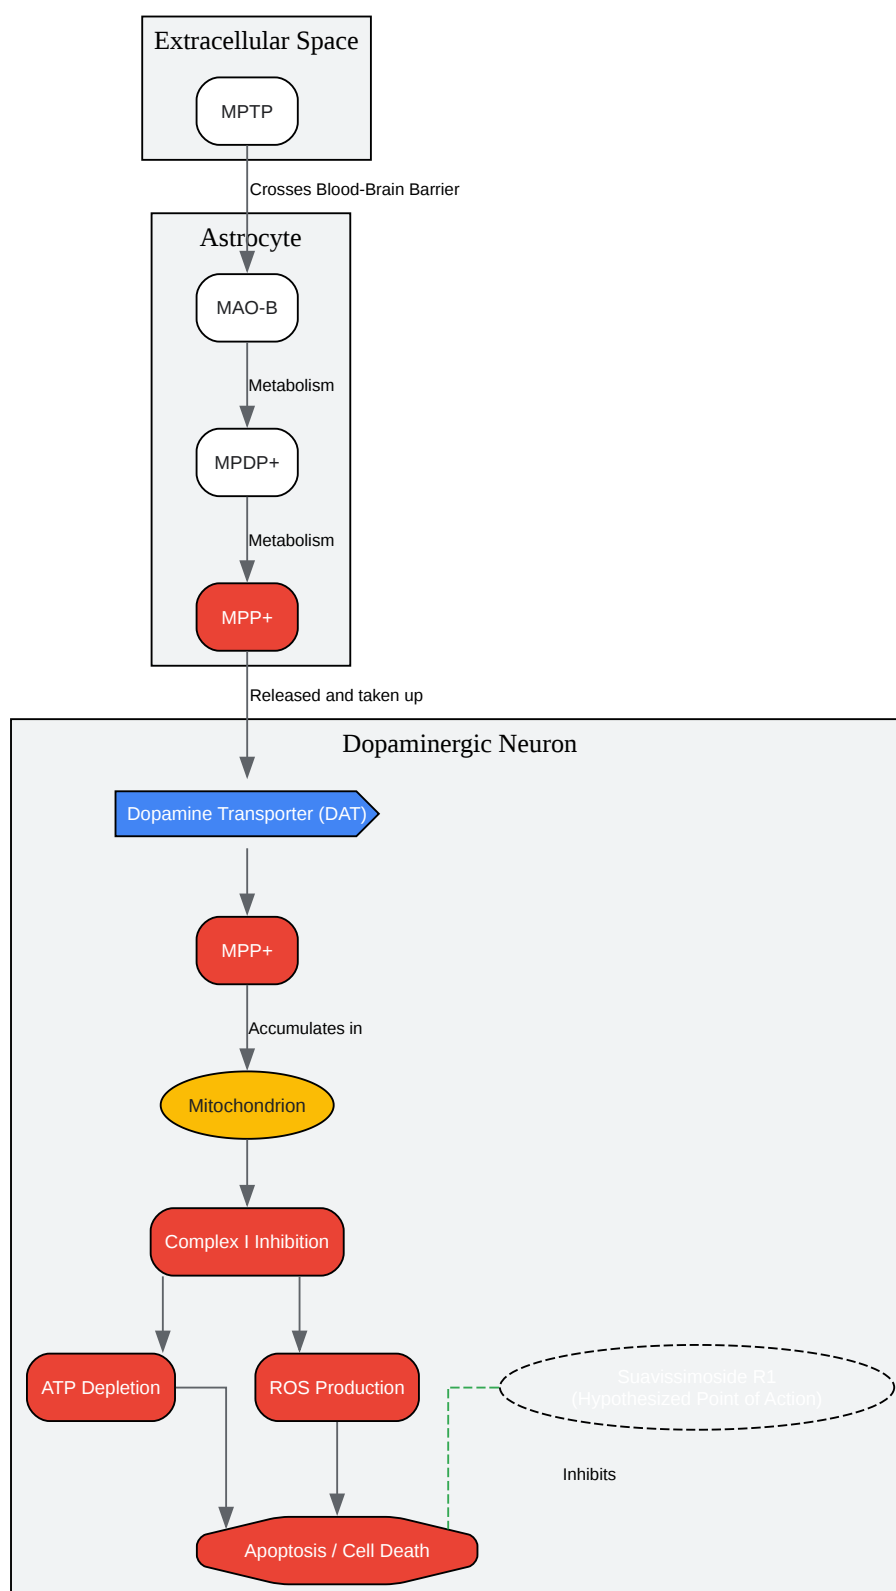 Extracellular Space
MPTP
Crosses Blood-Brain Barrier
Astrocyte
MAO-B
Metabolism
MPDP+
Metabolism
MPP+
Released and taken up
Dopaminergic Neuron
Dopamine Transporter (DAT)
MPP+
Accumulates in
Mitochondrion
Complex I Inhibition
ATP Depletion
ROS Production
Suavissimoside R1
(Hypothesized Point of Action)
Inhibits
Apoptosis / Cell Death